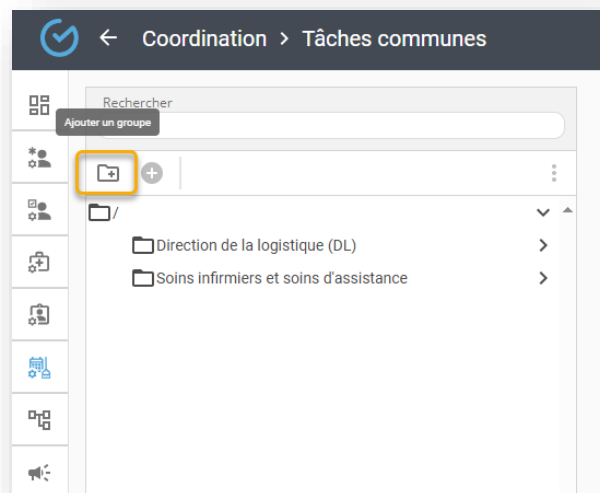 Coordination > Tâches communes
Rechercher
Ajouter un groupe
/
Direction de la logistique (DL)
Soins infirmiers et soins d'assistance